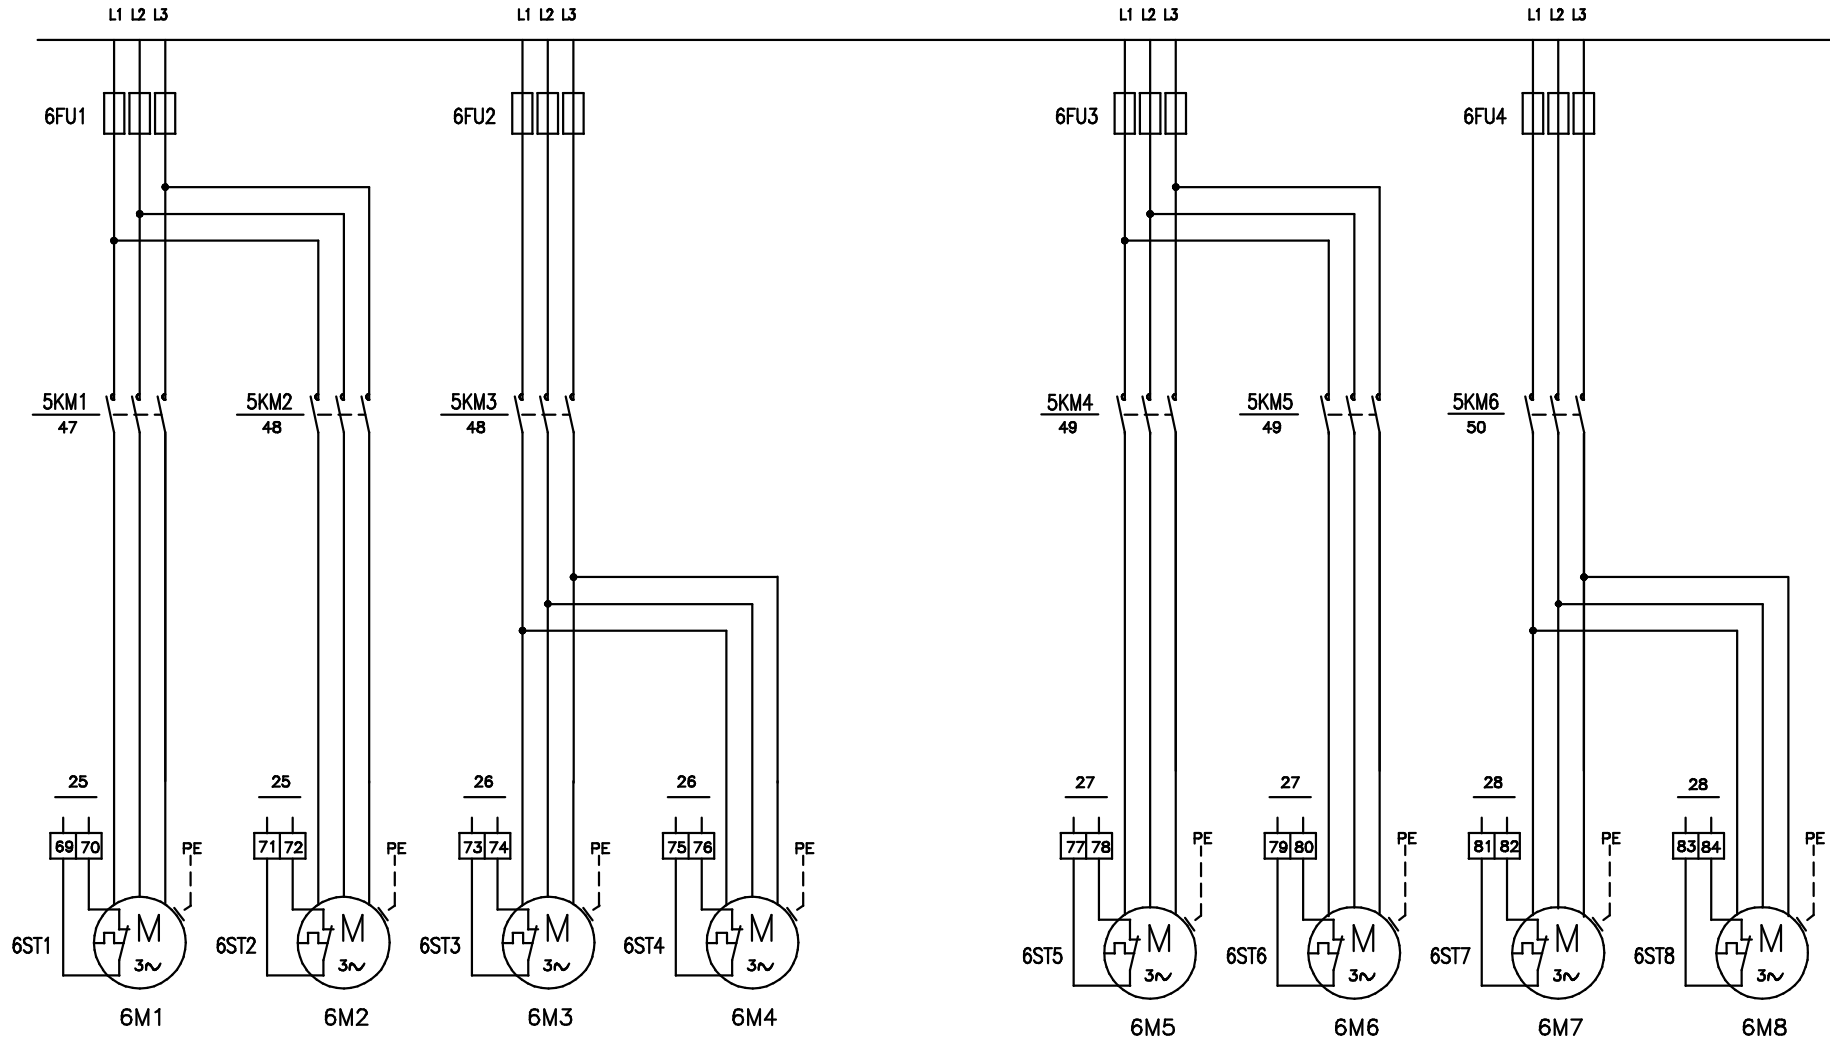 L1 L2 L3 L1 L2 L3 L1 L2 L3 L1 L2 L3
6FU1 6FU2 6FU3 6FU4
5KM1 5KM2 5KM3 5KM4 5KM5 5KM6
47 48 48 49 49 50
25 25 26 26 27 27 28 28
69 70 71 72 73 74 75 76 77 78 79 80 81 82 83 84
PE PE PE PE PE PE PE PE
M M M M M M M M
6ST1 6ST2 6ST3 6ST4 6ST5 6ST6 6ST7 6ST8
3~ 3~ 3~ 3~ 3~ 3~ 3~ 3~
6M1 6M2 6M3 6M4 6M5 6M6 6M7 6M8